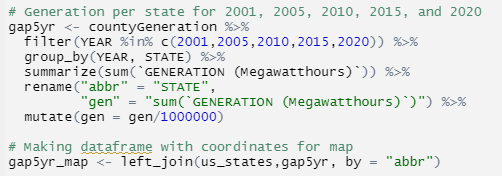 # Generation per state for 2001, 2005, 2010, 2015, and 2020
gap5yr <- countyGeneration %>%
  filter(YEAR %in% c(2001,2005,2010,2015,2020)) %>%
  group_by(YEAR, STATE) %>%
  summarize(sum(`GENERATION (Megawatthours)`)) %>%
  rename("abbr" = "STATE",
         "gen" = "sum(`GENERATION (Megawatthours)`)") %>%
  mutate(gen = gen/1000000)
# Making dataframe with coordinates for map
gap5yr_map <- left_join(us_states,gap5yr, by = "abbr")